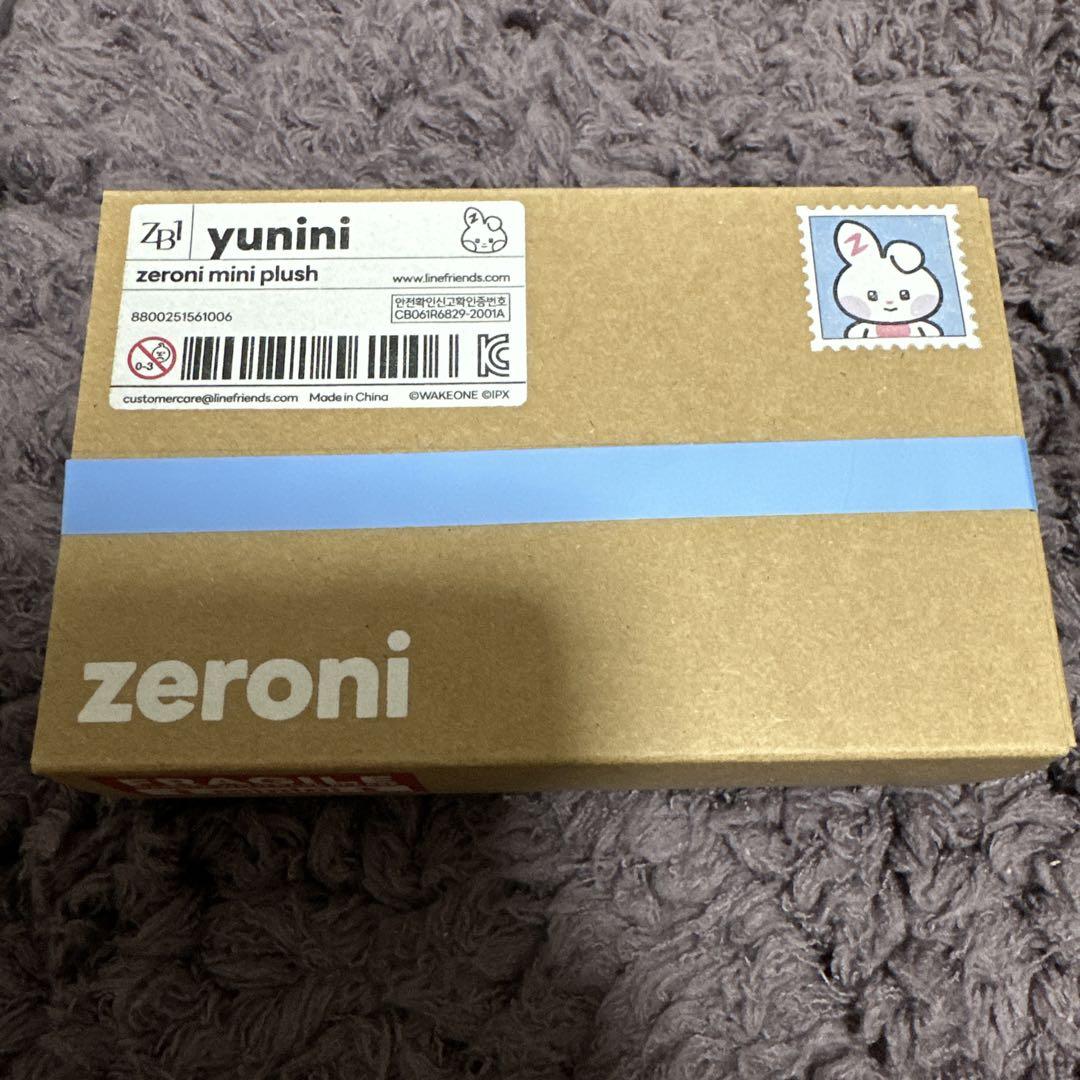 ZB1
yunini
zeroni mini plush
www.linefriends.com
8800251561006
안전확인신고확인증번호
CB061R6829-2001A
0-3
KC
customercare@linefriends.com Made in China ©WAKEONE ©IPX
Z
zeroni
FRAGILE